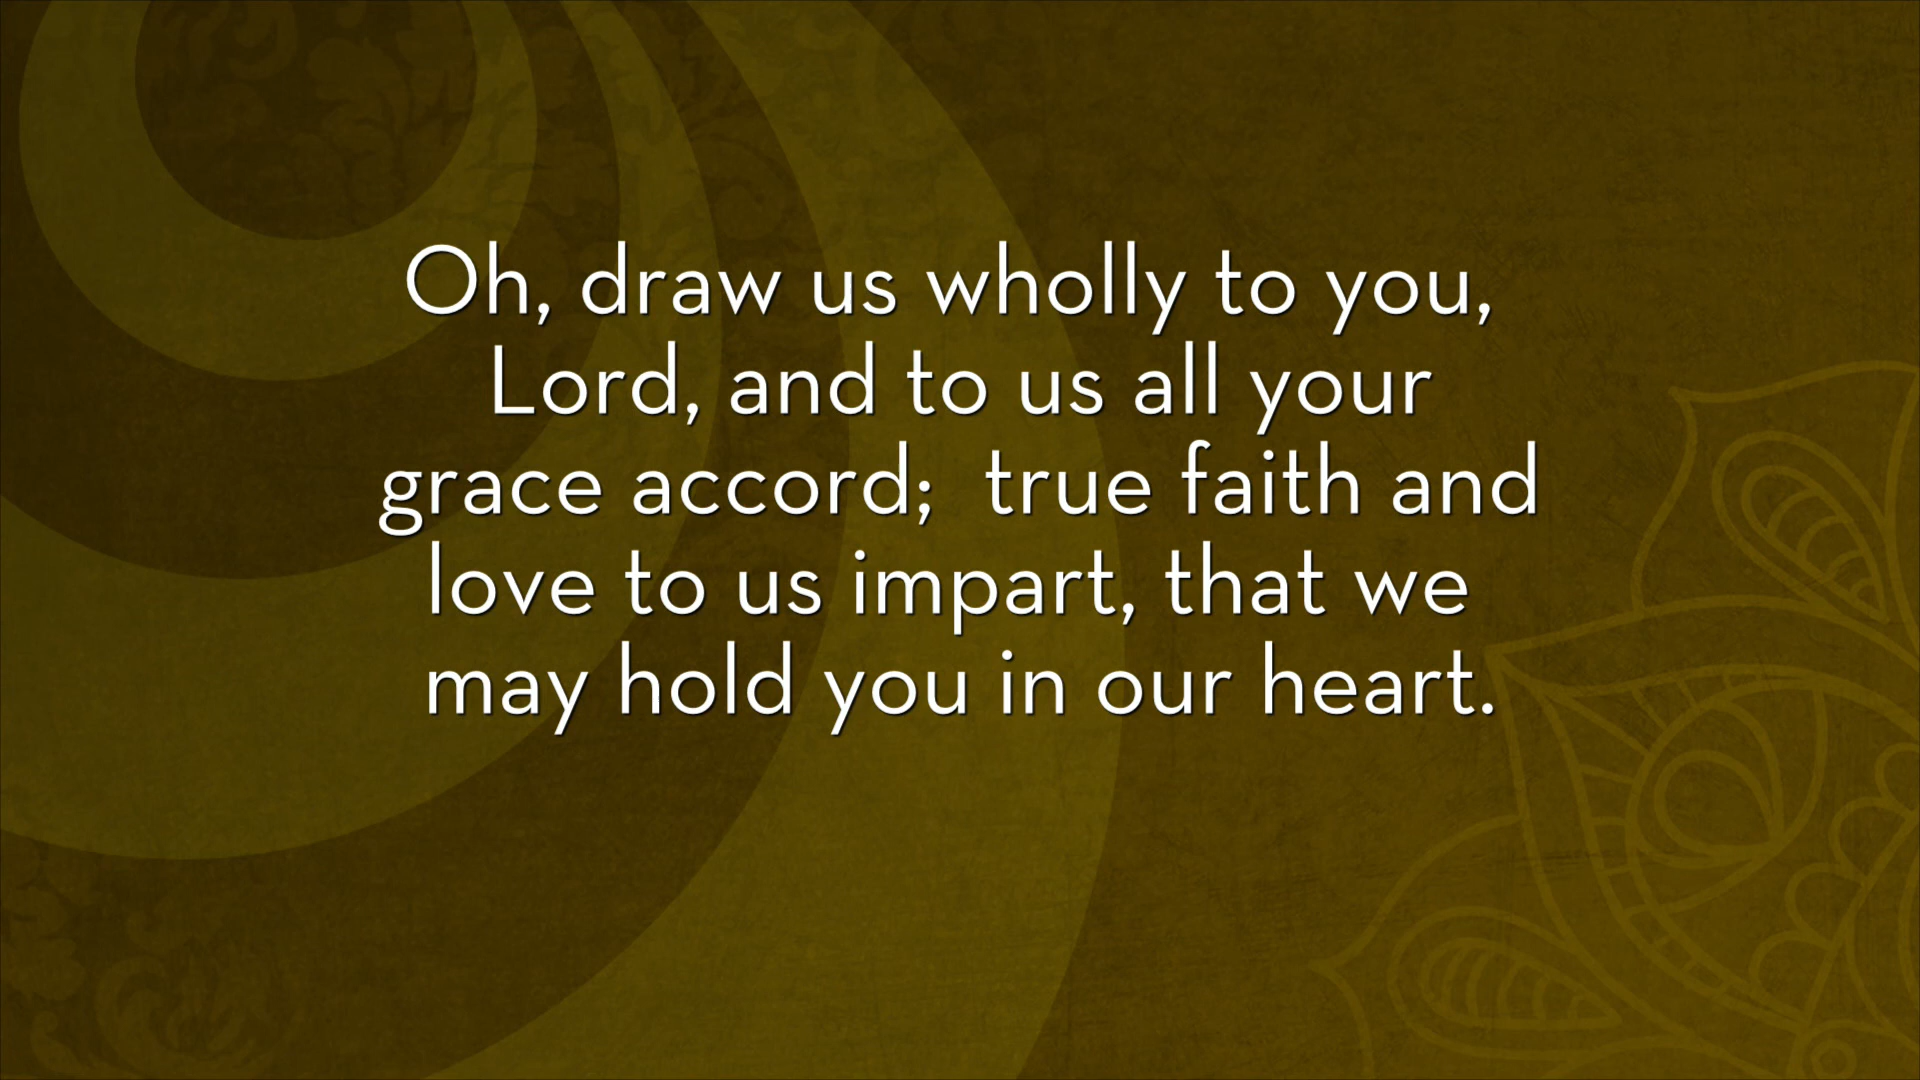 Oh, draw us wholly to you,
Lord, and to us all your
grace accord;  true faith and
love to us impart, that we
may hold you in our heart.